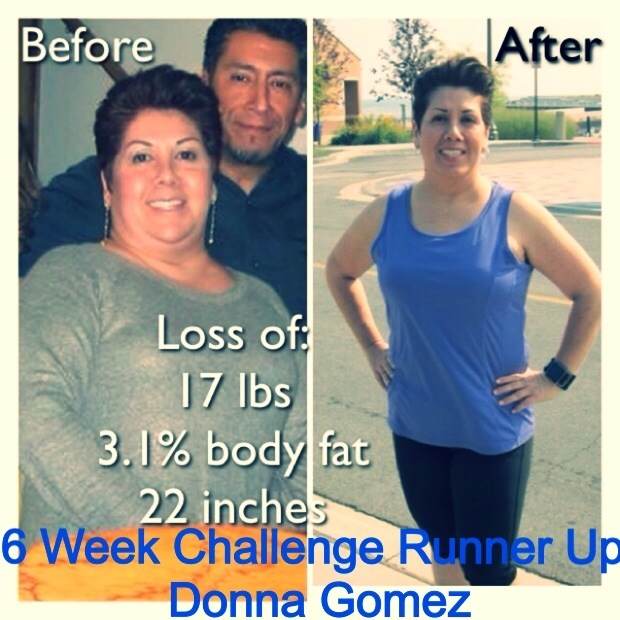 Before
After
Loss of:
17 lbs
3.1% body fat
22 inches
6 Week Challenge Runner Up
Donna Gomez